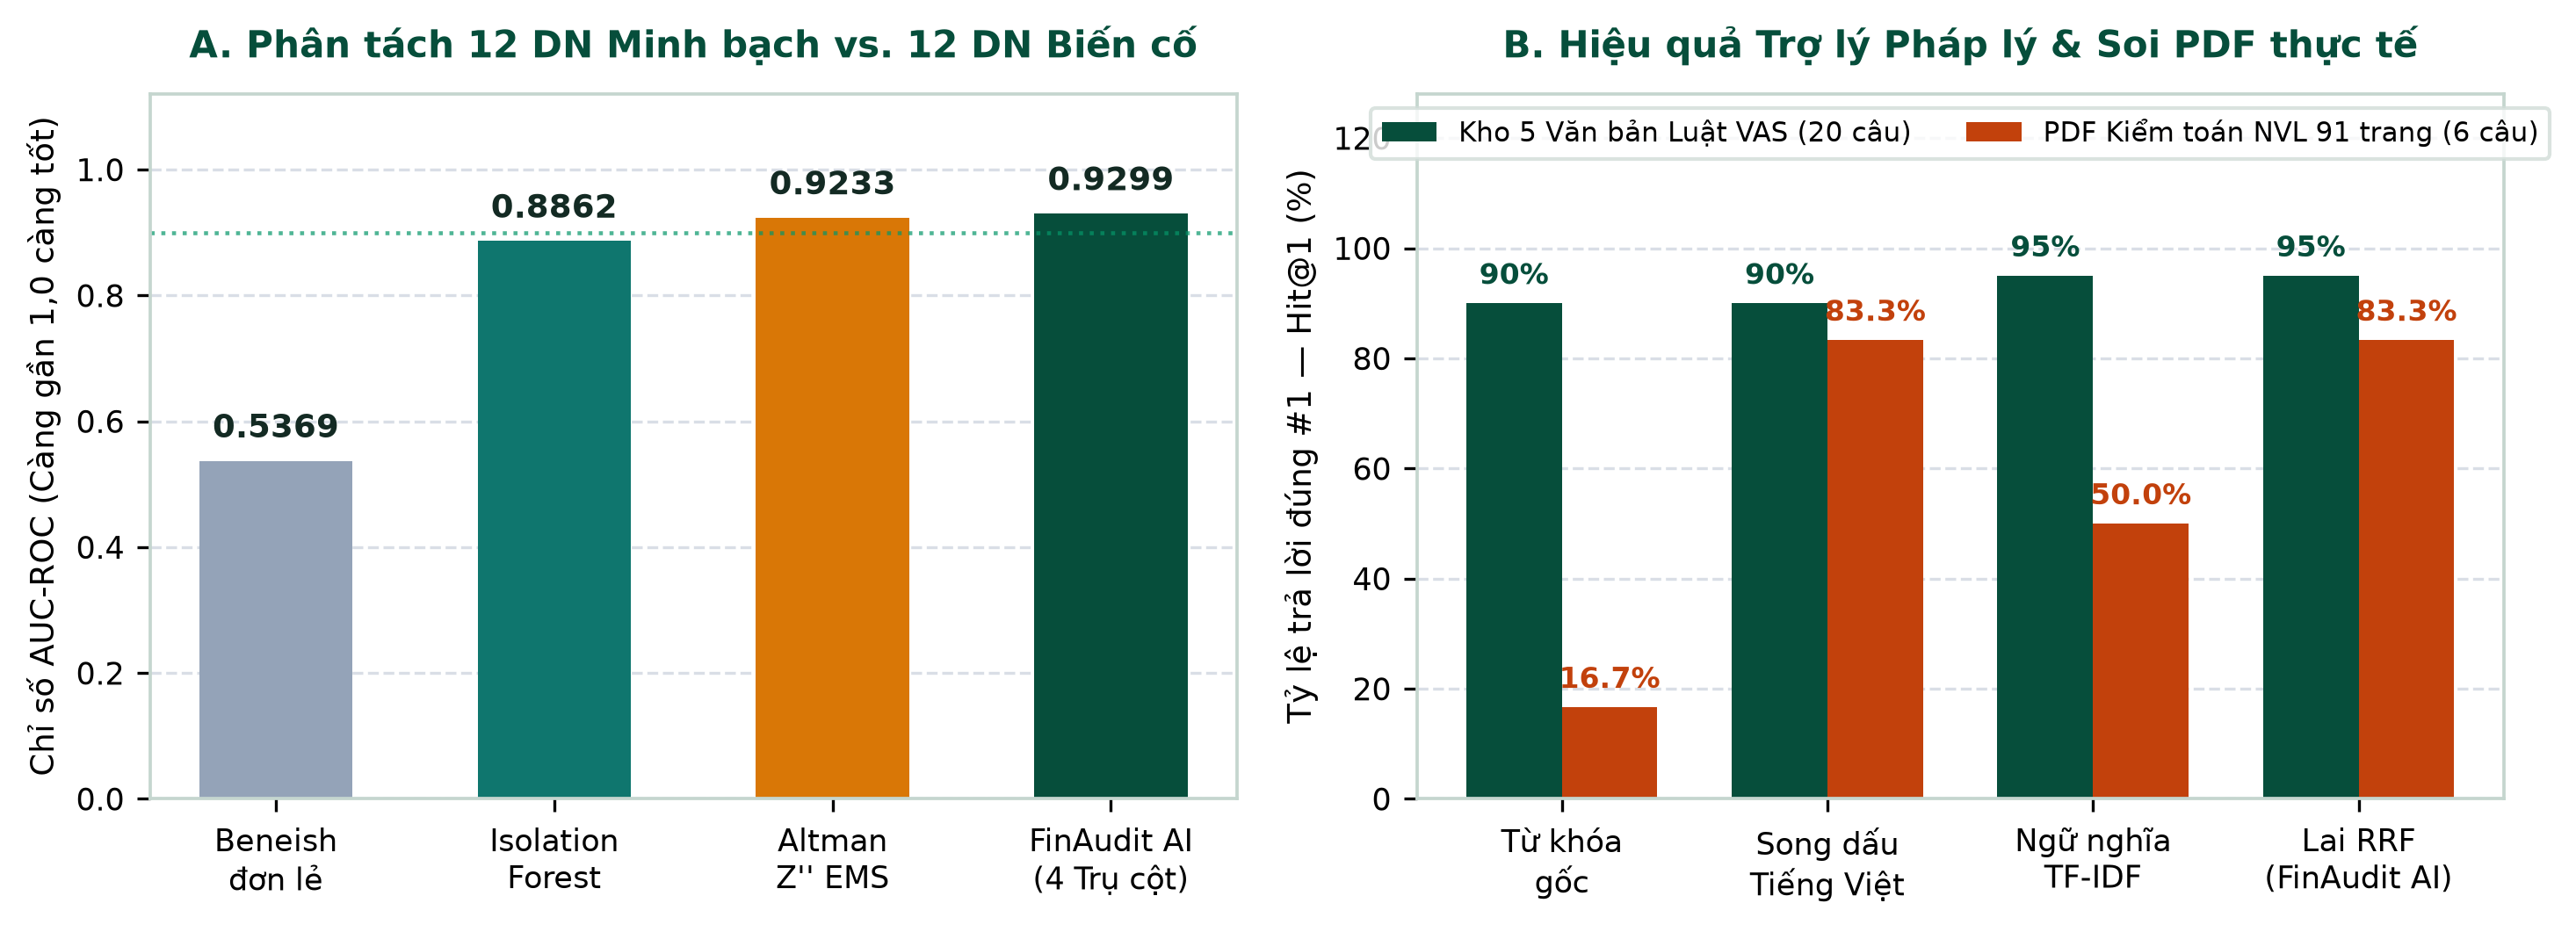 A. Phân tách 12 DN Minh bạch vs. 12 DN Biến cố
Chỉ số AUC-ROC (Càng gần 1,0 càng tốt)
1.0
0.8
0.6
0.4
0.2
0.0
0.5369
0.8862
0.9233
0.9299
Beneish
đơn lẻ
Isolation
Forest
Altman
Z'' EMS
FinAudit AI
(4 Trụ cột)
B. Hiệu quả Trợ lý Pháp lý & Soi PDF thực tế
Kho 5 Văn bản Luật VAS (20 câu)
PDF Kiểm toán NVL 91 trang (6 câu)
Tỷ lệ trả lời đúng #1 — Hit@1 (%)
120
100
80
60
40
20
0
90%
16.7%
90%
83.3%
95%
50.0%
95%
83.3%
Từ khóa
gốc
Song dấu
Tiếng Việt
Ngữ nghĩa
TF-IDF
Lai RRF
(FinAudit AI)